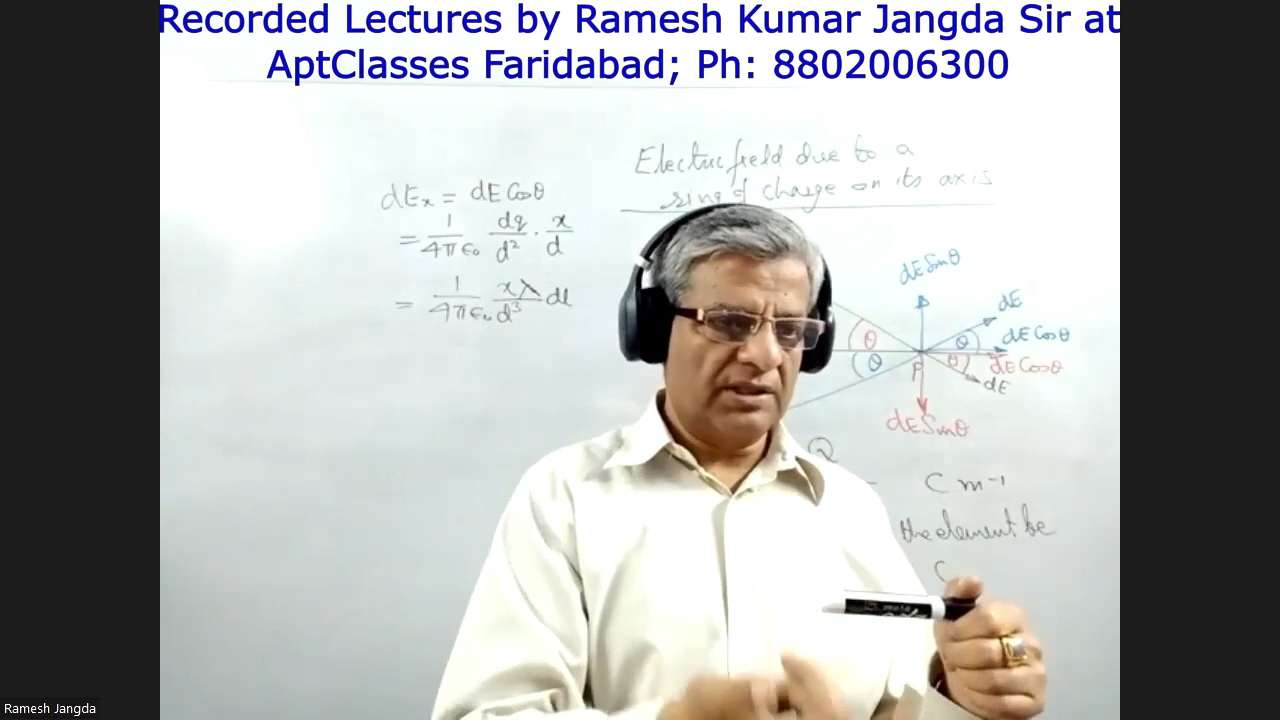 Recorded Lectures by Ramesh Kumar Jangda Sir at
AptClasses Faridabad; Ph: 8802006300
Electric field due to a
ring of charge on its axis
dEx = dE Cosθ
= 1/4πε₀ dq/d² · x/d
= 1/4πε₀ xλ/d³ dl
dE Sinθ
dE
θ
θ
dE Cosθ
θ
θ
P
dE Cosθ
dE
dE Sinθ
Q
C m-1
the element be
C
Ramesh Jangda